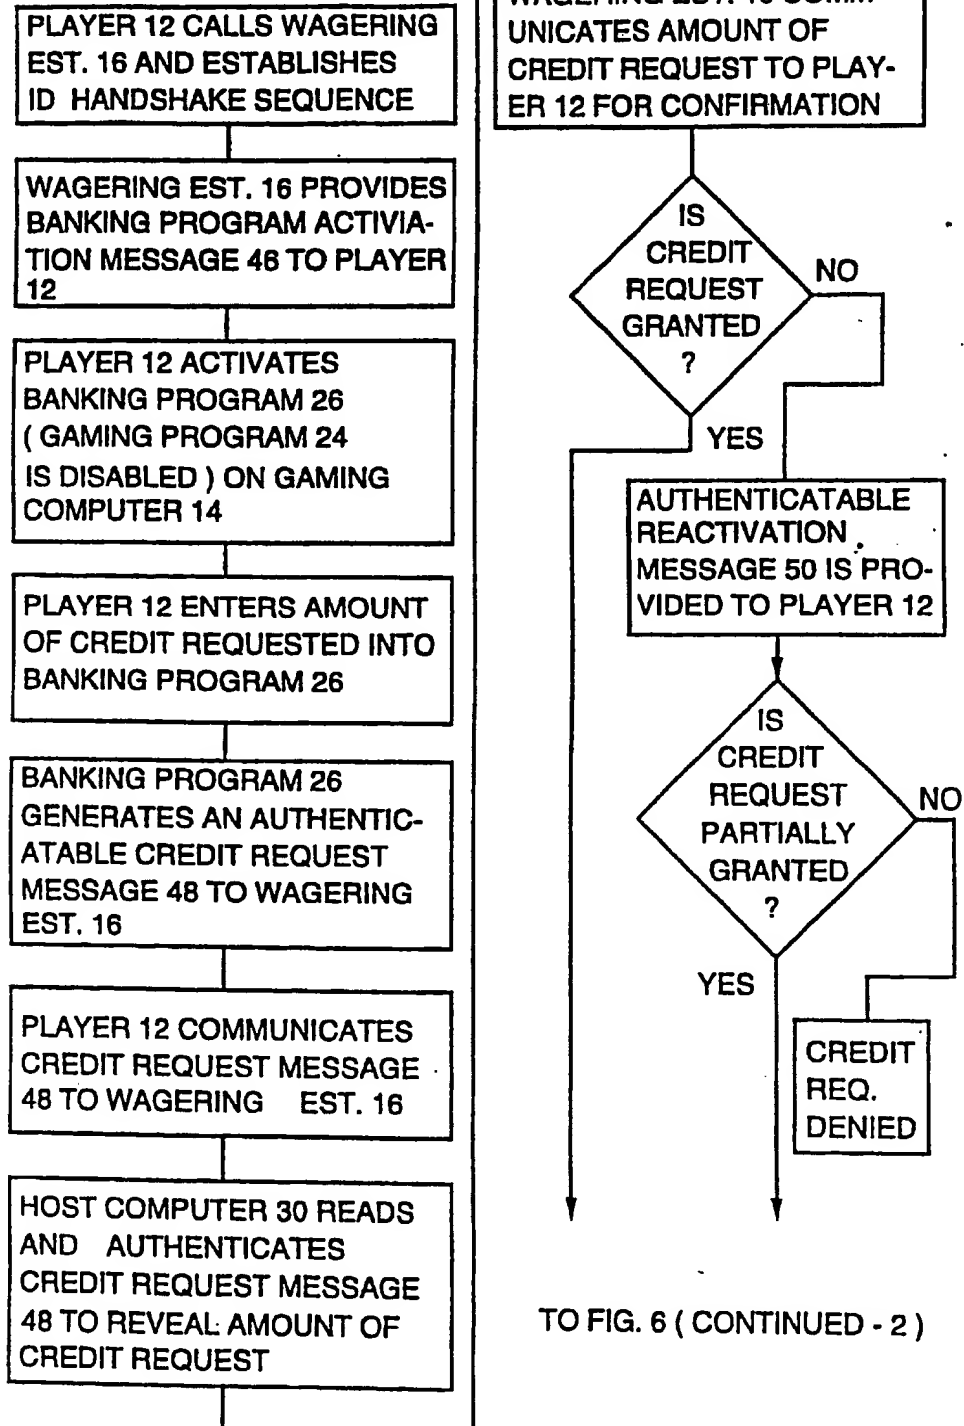 PLAYER 12 CALLS WAGERING
EST. 16 AND ESTABLISHES
ID HANDSHAKE SEQUENCE
WAGERING EST. 16 PROVIDES
BANKING PROGRAM ACTIVIA-
TION MESSAGE 46 TO PLAYER
12
PLAYER 12 ACTIVATES
BANKING PROGRAM 26
( GAMING PROGRAM 24
IS DISABLED ) ON GAMING
COMPUTER 14
PLAYER 12 ENTERS AMOUNT
OF CREDIT REQUESTED INTO
BANKING PROGRAM 26
BANKING PROGRAM 26
GENERATES AN AUTHENTIC-
ATABLE CREDIT REQUEST
MESSAGE 48 TO WAGERING
EST. 16
PLAYER 12 COMMUNICATES
CREDIT REQUEST MESSAGE
48 TO WAGERING EST. 16
HOST COMPUTER 30 READS
AND AUTHENTICATES
CREDIT REQUEST MESSAGE
48 TO REVEAL AMOUNT OF
CREDIT REQUEST
WAGERING EST. 16 COMM-
UNICATES AMOUNT OF
CREDIT REQUEST TO PLAY-
ER 12 FOR CONFIRMATION
IS
CREDIT
REQUEST
GRANTED
?
NO
YES
AUTHENTICATABLE
REACTIVATION
MESSAGE 50 IS PRO-
VIDED TO PLAYER 12
IS
CREDIT
REQUEST
PARTIALLY
GRANTED
?
NO
YES
CREDIT
REQ.
DENIED
TO FIG. 6 ( CONTINUED - 2 )